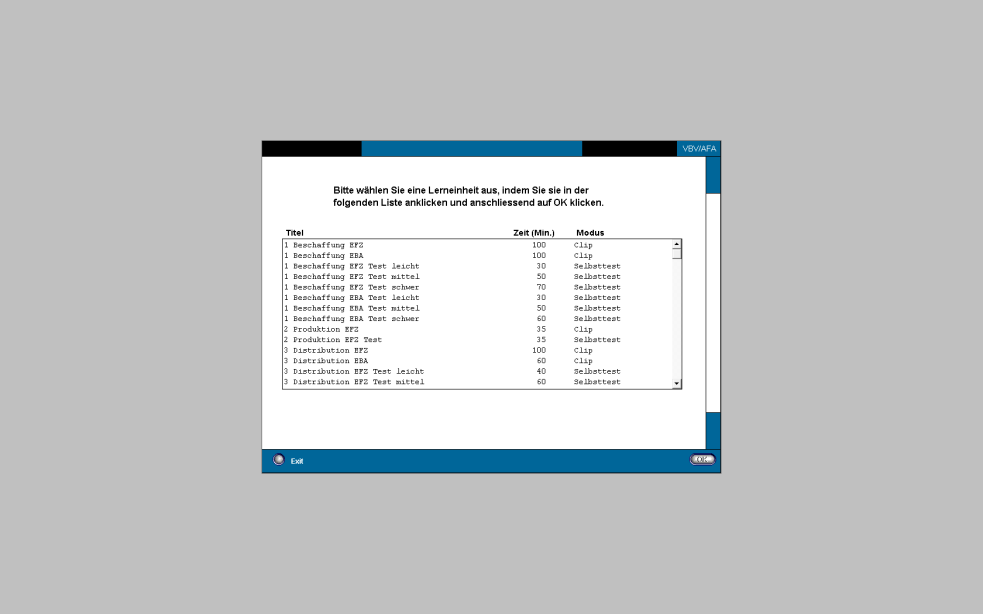 VBV/AFA
Bitte wählen Sie eine Lerneinheit aus, indem Sie sie in der
folgenden Liste anklicken und anschliessend auf OK klicken.
Titel Zeit (Min.) Modus
1 Beschaffung EFZ 100 Clip
1 Beschaffung EBA 100 Clip
1 Beschaffung EFZ Test leicht 30 Selbsttest
1 Beschaffung EFZ Test mittel 50 Selbsttest
1 Beschaffung EFZ Test schwer 70 Selbsttest
1 Beschaffung EBA Test leicht 30 Selbsttest
1 Beschaffung EBA Test mittel 50 Selbsttest
1 Beschaffung EBA Test schwer 60 Selbsttest
2 Produktion EFZ 35 Clip
2 Produktion EFZ Test 35 Selbsttest
3 Distribution EFZ 100 Clip
3 Distribution EBA 60 Clip
3 Distribution EFZ Test leicht 40 Selbsttest
3 Distribution EFZ Test mittel 60 Selbsttest
Exit OK